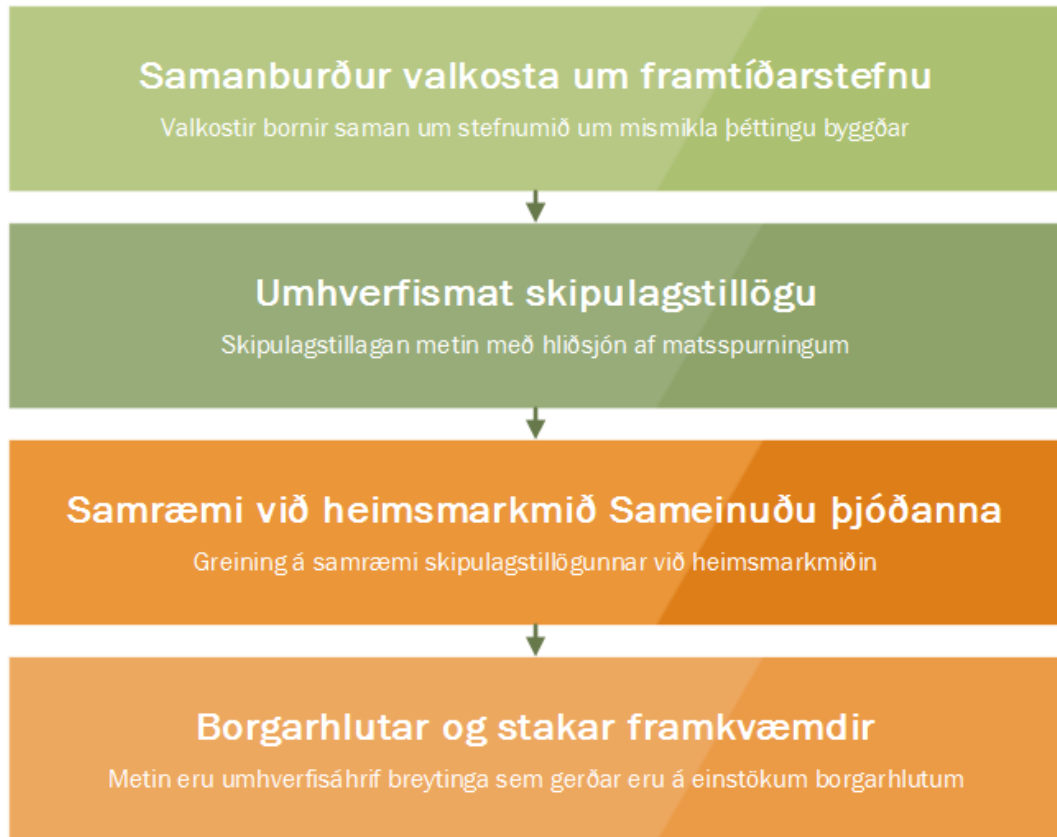 Samanburður valkosta um framtíðarstefnu
Valkostir bornir saman um stefnumið um mismikla þéttingu byggðar
Umhverfismat skipulagstillögu
Skipulagstillagan metin með hliðsjón af matsspurningum
Samræmi við heimsmarkmið Sameinuðu þjóðanna
Greining á samræmi skipulagstillögunnar við heimsmarkmiðin
Borgarhlutar og stakar framkvæmdir
Metin eru umhverfisáhrif breytinga sem gerðar eru á einstökum borgarhlutum